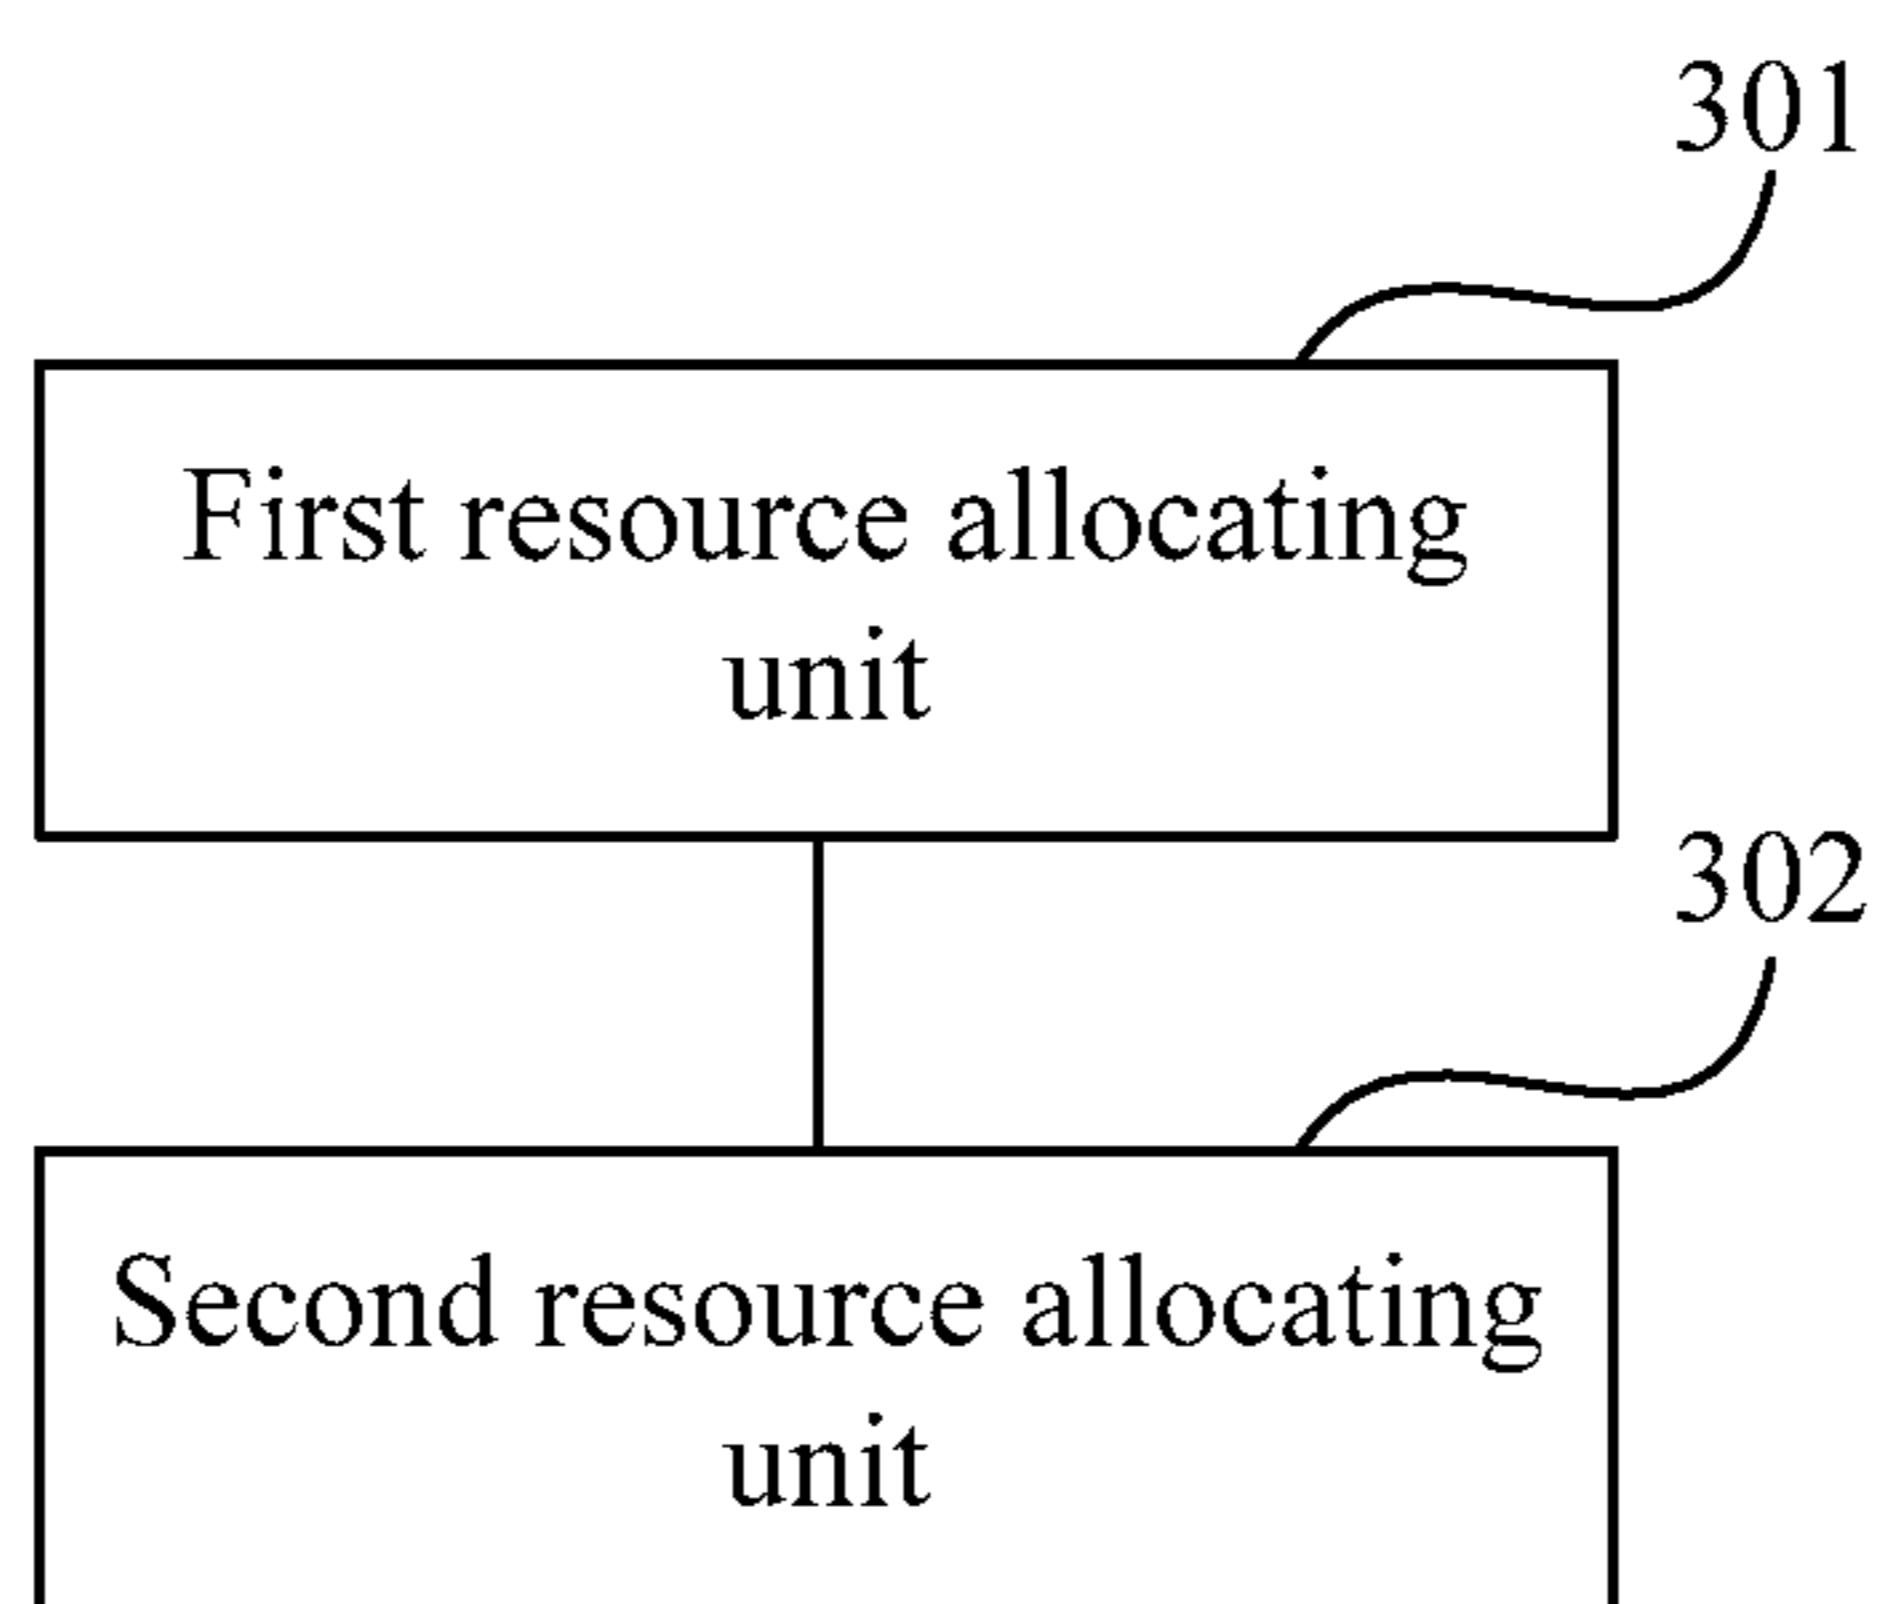 301
First resource allocating
unit
302
Second resource allocating
unit